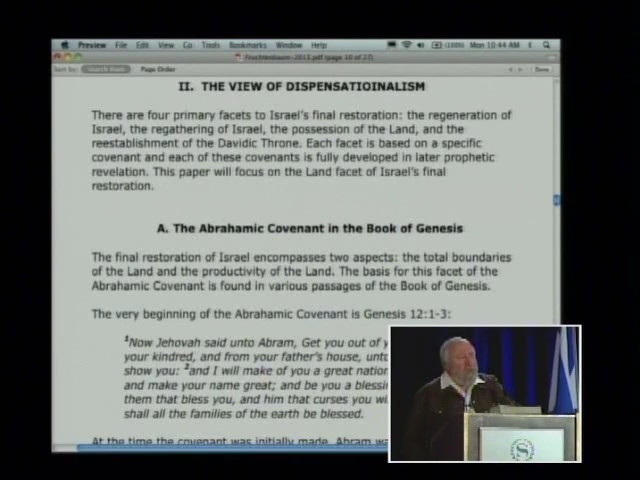 Preview File Edit View Go Tools Bookmarks Window Help (100%) Mon 10:44 AM
Fruchtenbaum-2015.pdf (page 10 of 23)
Sort by: Search Rank Page Order Done
II. THE VIEW OF DISPENSATIOINALISM
There are four primary facets to Israel's final restoration: the regeneration of
Israel, the regathering of Israel, the possession of the Land, and the
reestablishment of the Davidic Throne. Each facet is based on a specific
covenant and each of these covenants is fully developed in later prophetic
revelation. This paper will focus on the Land facet of Israel's final
restoration.
A. The Abrahamic Covenant in the Book of Genesis
The final restoration of Israel encompasses two aspects: the total boundaries
of the Land and the productivity of the Land. The basis for this facet of the
Abrahamic Covenant is found in various passages of the Book of Genesis.
The very beginning of the Abrahamic Covenant is Genesis 12:1-3:
1Now Jehovah said unto Abram, Get you out of
your kindred, and from your father's house,
show you: 2and I will make of you a great
and make your name great; and be you a
them that bless you, and him that curses you
shall all the families of the earth be blessed.
At the time the covenant was initially made, Abram
S